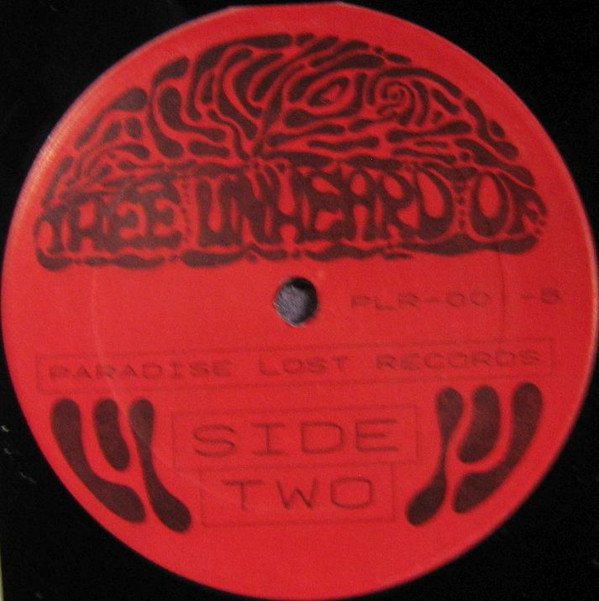 THEE UNHEARD OF
PLR-001-B
PARADISE LOST RECORDS
SIDE
TWO